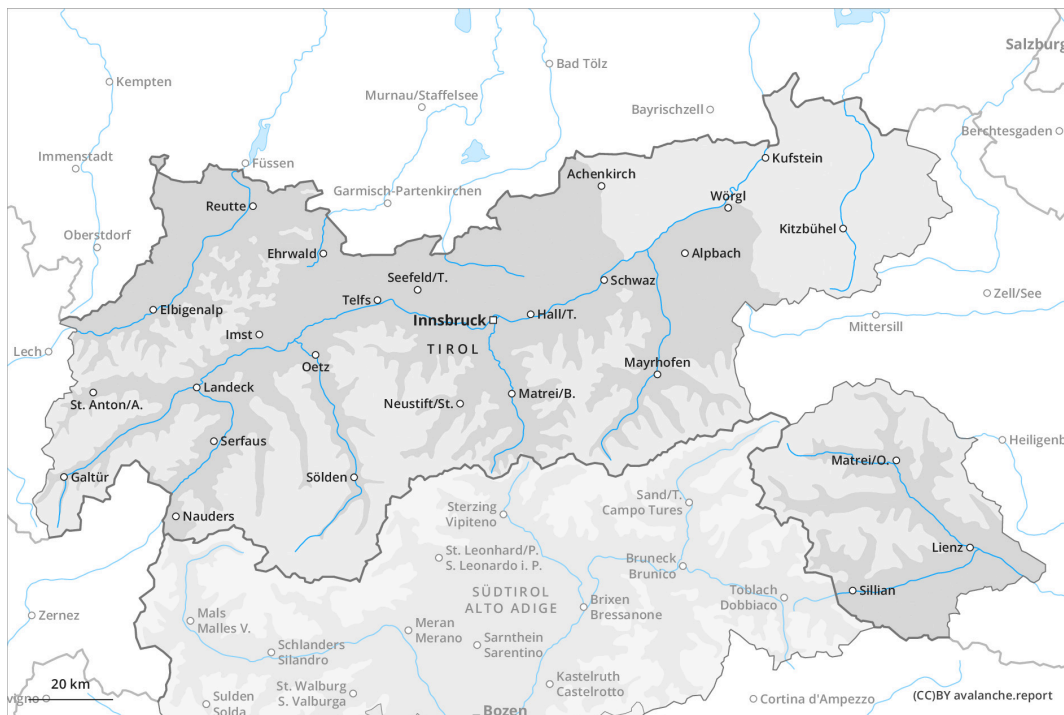 Salzburg
Bad Tölz
Kempten
Murnau/Staffelsee
Bayrischzell
Berchtesgaden
Immenstadt
Füssen
Kufstein
Achenkirch
Garmisch-Partenkirchen
Reutte
Wörgl
Kitzbühel
Oberstdorf
Ehrwald
Alpbach
Seefeld/T.
Schwaz
Zell/See
Telfs
Elbigenalp
Innsbruck
Hall/T.
Mittersill
Imst
TIROL
Lech
Oetz
Mayrhofen
Landeck
St. Anton/A.
Neustift/St.
Matrei/B.
Serfaus
Heiligenb
Matrei/O.
Galtür
Sölden
Sand/T.
Campo Tures
Sterzing
Vipiteno
Nauders
Lienz
St. Leonhard/P.
S. Leonardo i. P.
Bruneck
Brunico
SÜDTIROL
ALTO ADIGE
Sillian
Toblach
Dobbiaco
Brixen
Bressanone
Zernez
Mals
Malles V.
Meran
Merano
Sarnthein
Sarentino
Schlanders
Silandro
Kastelruth
Castelrotto
20 km
St. Walburg
S. Valburga
vigno
Sulden
Solda
Cortina d'Ampezzo
(CC)BY avalanche.report
Bozen